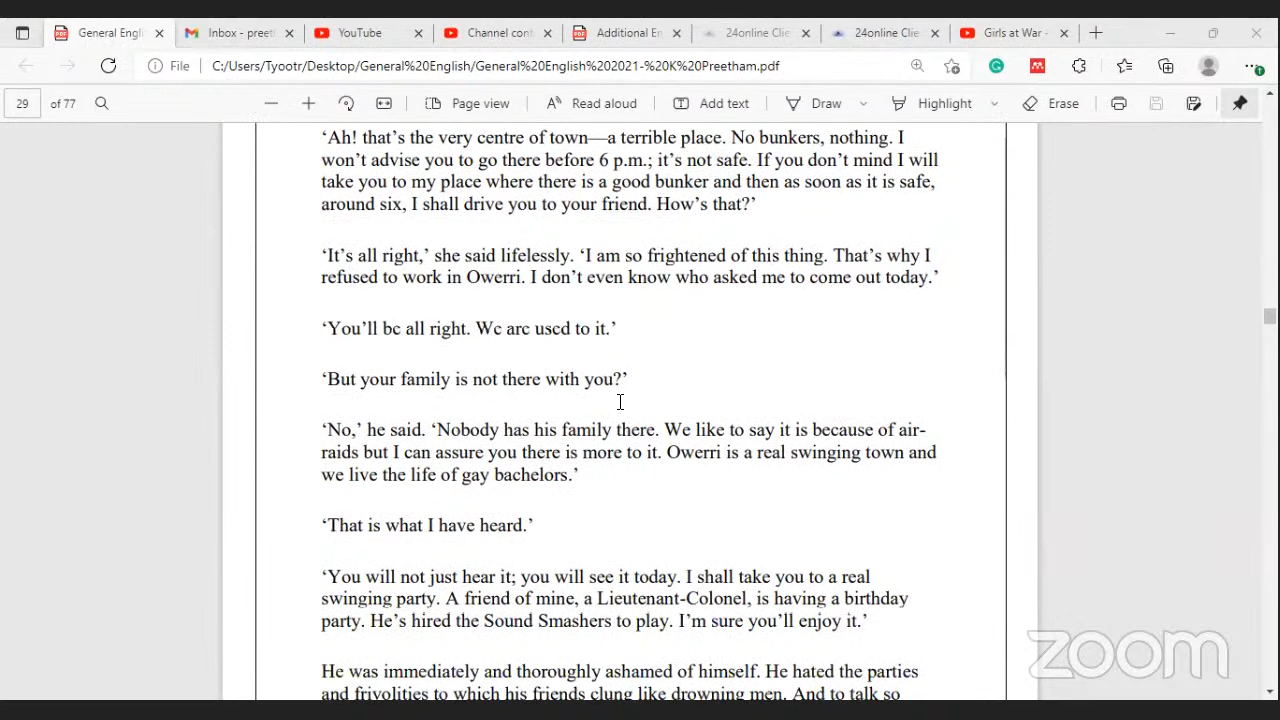 General Engli
Inbox - preet
YouTube
Channel cont
Additional En
24online Clie
24online Clie
Girls at War -
File
C:/Users/Tyootr/Desktop/General%20English/General%20English%202021-%20K%20Preetham.pdf
29
of 77
Page view
Read aloud
Add text
Draw
Highlight
Erase
‘Ah! that’s the very centre of town—a terrible place. No bunkers, nothing. I
won’t advise you to go there before 6 p.m.; it’s not safe. If you don’t mind I will
take you to my place where there is a good bunker and then as soon as it is safe,
around six, I shall drive you to your friend. How’s that?’
‘It’s all right,’ she said lifelessly. ‘I am so frightened of this thing. That’s why I
refused to work in Owerri. I don’t even know who asked me to come out today.’
‘You’ll be all right. We are used to it.’
‘But your family is not there with you?’
‘No,’ he said. ‘Nobody has his family there. We like to say it is because of air-
raids but I can assure you there is more to it. Owerri is a real swinging town and
we live the life of gay bachelors.’
‘That is what I have heard.’
‘You will not just hear it; you will see it today. I shall take you to a real
swinging party. A friend of mine, a Lieutenant-Colonel, is having a birthday
party. He’s hired the Sound Smashers to play. I’m sure you’ll enjoy it.’
He was immediately and thoroughly ashamed of himself. He hated the parties
and frivolities to which his friends clung like drowning men. And to talk so
zoom